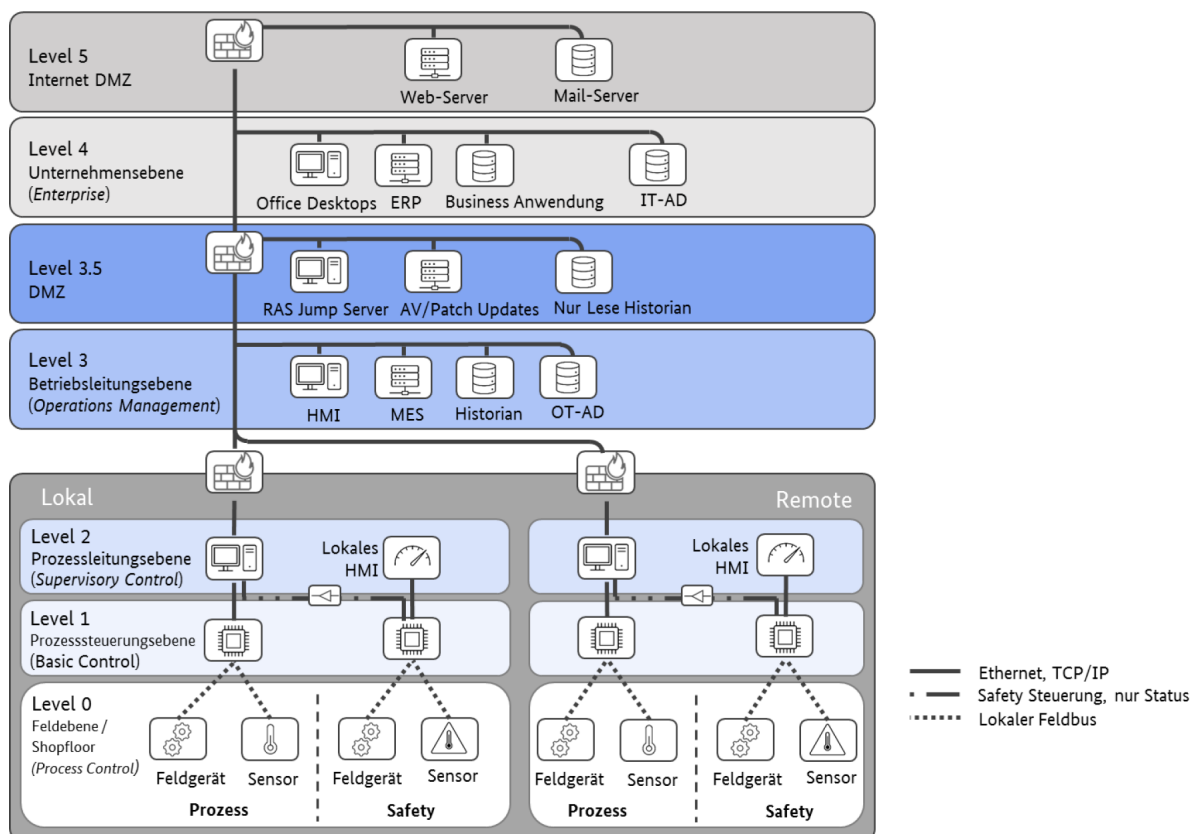 Level 5
Internet DMZ
Web-Server
Mail-Server
Level 4
Unternehmensebene
(Enterprise)
Office Desktops
ERP
Business Anwendung
IT-AD
Level 3.5
DMZ
RAS Jump Server
AV/Patch Updates
Nur Lese Historian
Level 3
Betriebsleitungsebene
(Operations Management)
HMI
MES
Historian
OT-AD
Lokal
Remote
Level 2
Prozessleitungsebene
(Supervisory Control)
Lokales
HMI
Lokales
HMI
Level 1
Prozesssteuerungsebene
(Basic Control)
Level 0
Feldebene /
Shopfloor
(Process Control)
Feldgerät
Sensor
Feldgerät
Sensor
Feldgerät
Sensor
Feldgerät
Sensor
Prozess
Safety
Prozess
Safety
Ethernet, TCP/IP
Safety Steuerung, nur Status
Lokaler Feldbus